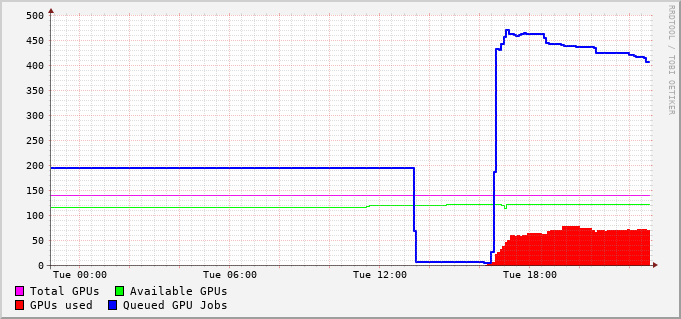 RRDTOOL / TOBI OETIKER
500
450
400
350
300
250
200
150
100
50
0
Tue 00:00 Tue 06:00 Tue 12:00 Tue 18:00
Total GPUs Available GPUs
GPUs used Queued GPU Jobs